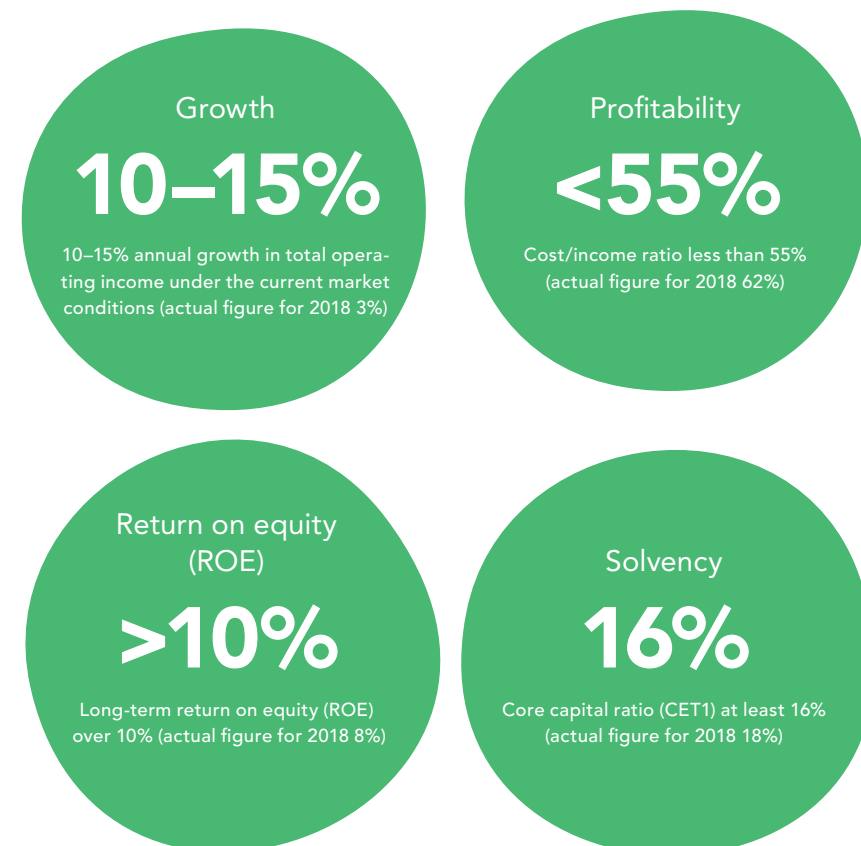 Growth
10–15%
10–15% annual growth in total opera-
ting income under the current market
conditions (actual figure for 2018 3%)
Profitability
<55%
Cost/income ratio less than 55%
(actual figure for 2018 62%)
Return on equity
(ROE)
>10%
Long-term return on equity (ROE)
over 10% (actual figure for 2018 8%)
Solvency
16%
Core capital ratio (CET1) at least 16%
(actual figure for 2018 18%)